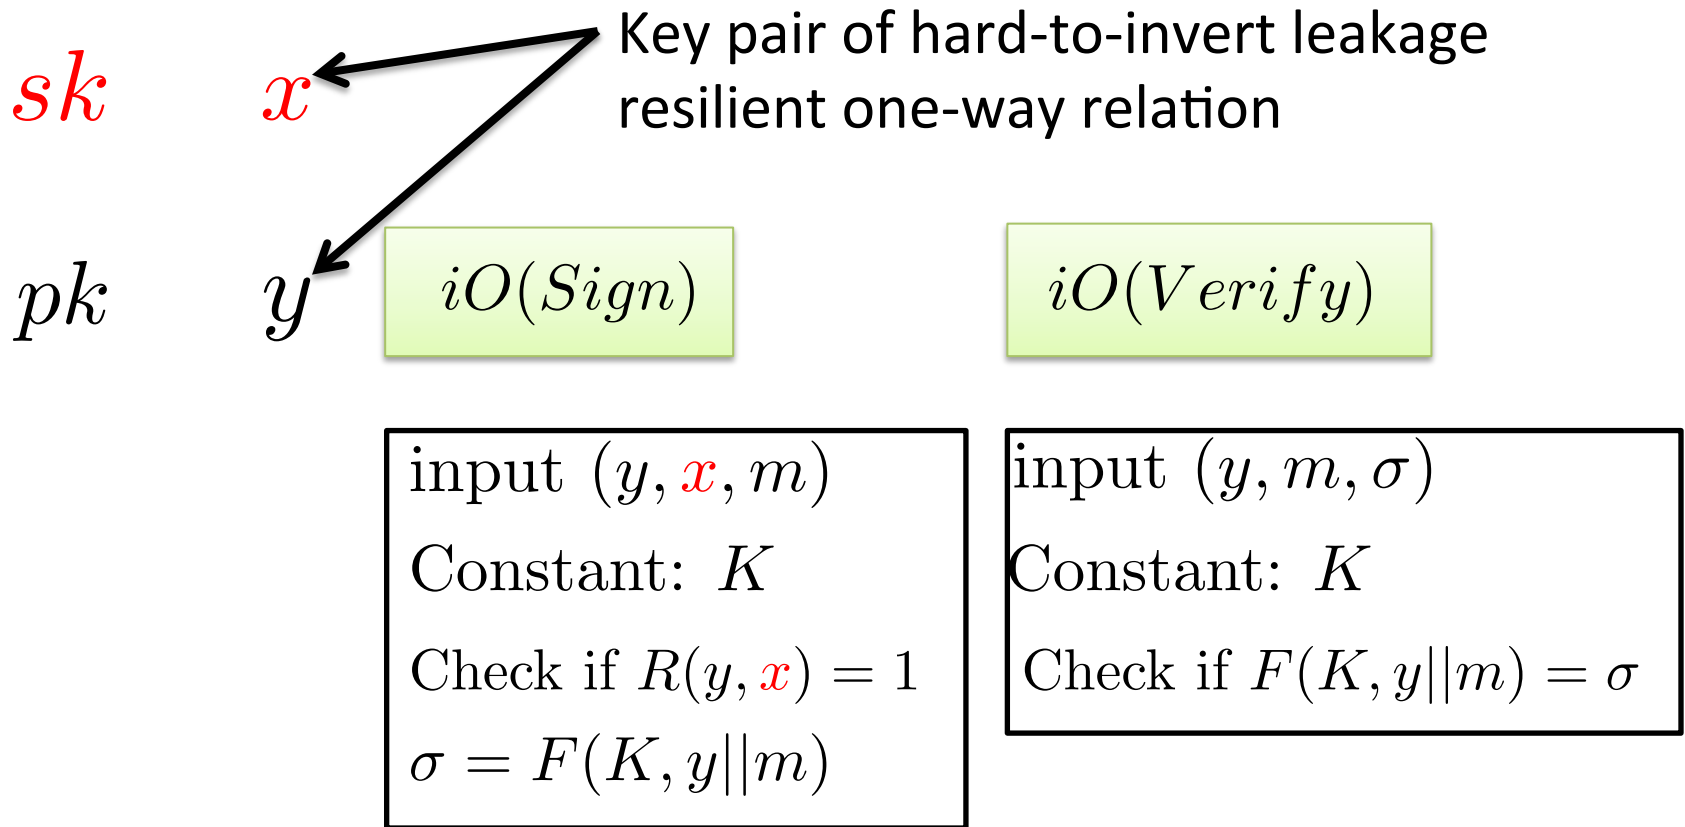 Key pair of hard-to-invert leakage
resilient one-way relation
sk x
pk y iO(Sign) iO(Verify)
input (y, x, m)
Constant: K
Check if R(y, x) = 1
σ = F(K, y||m)
input (y, m, σ)
Constant: K
Check if F(K, y||m) = σ